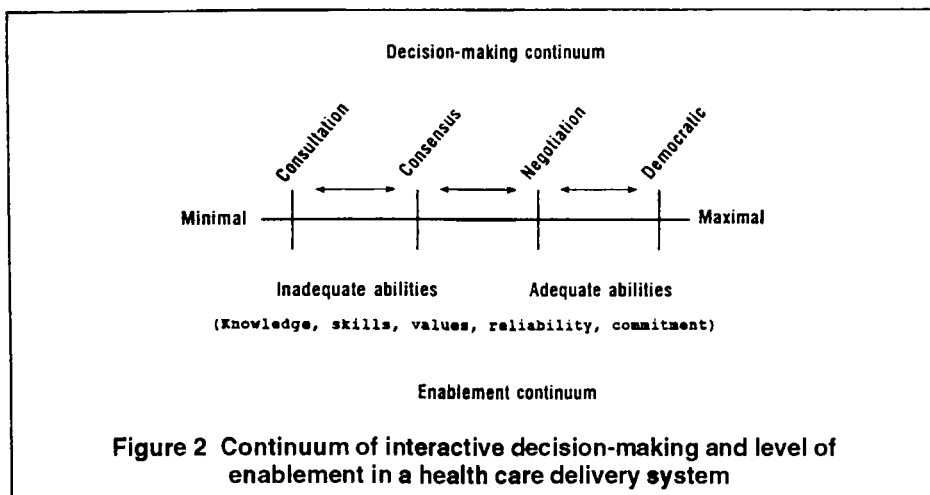 Decision-making continuum
Consultation
Consensus
Negotiation
Democratic
Minimal
Maximal
Inadequate abilities
Adequate abilities
(Knowledge, skills, values, reliability, commitment)
Enablement continuum
Figure 2 Continuum of interactive decision-making and level of
enablement in a health care delivery system